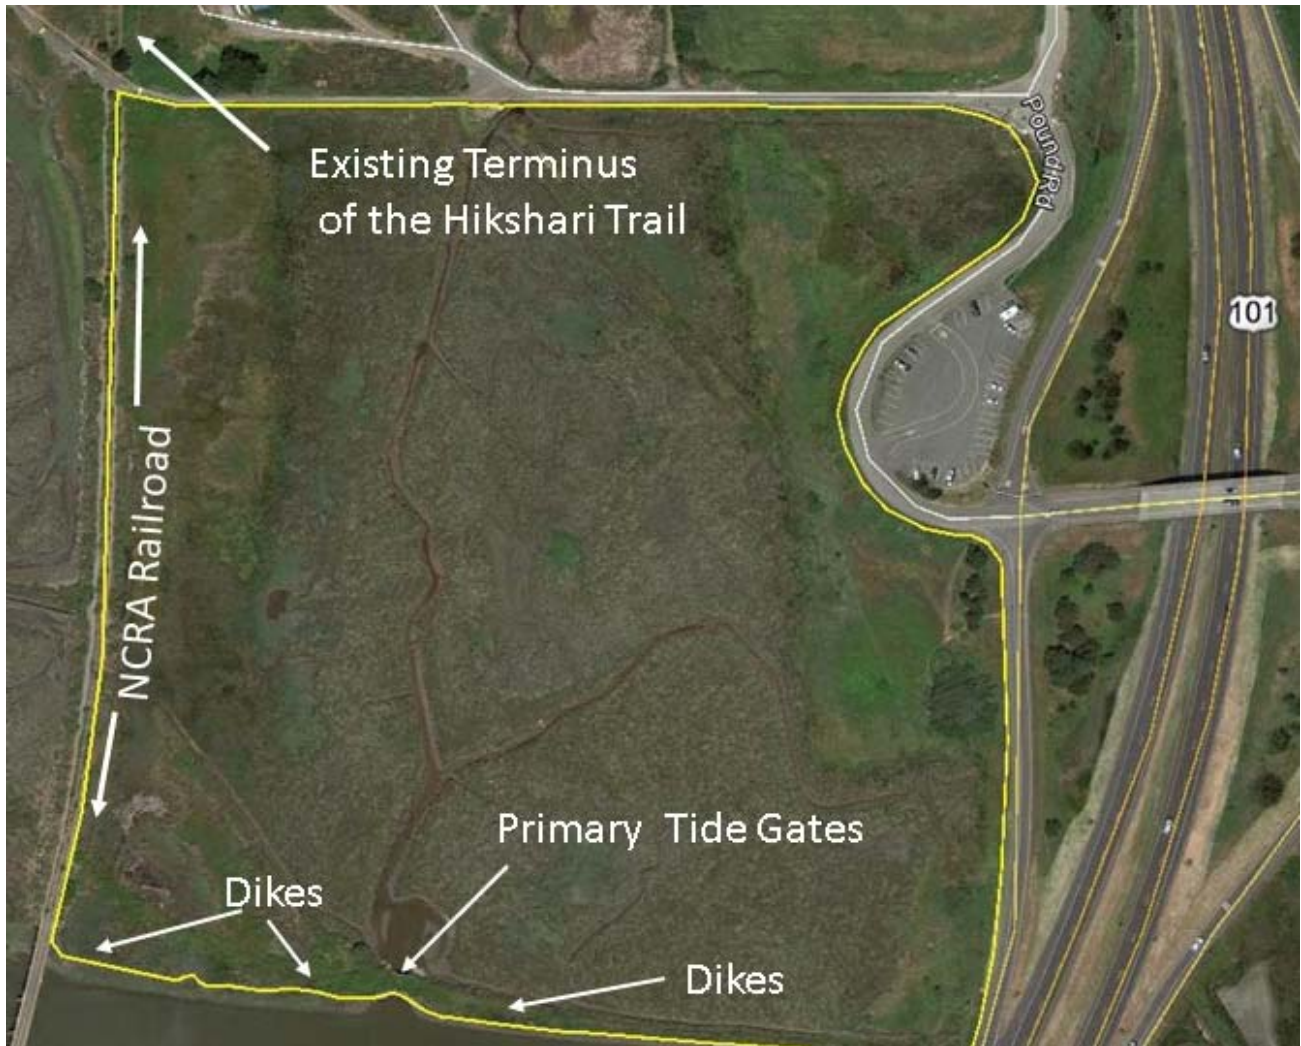 Existing Terminus
of the Hikshari Trail
Pound Rd
101
NCRA Railroad
Primary Tide Gates
Dikes
Dikes